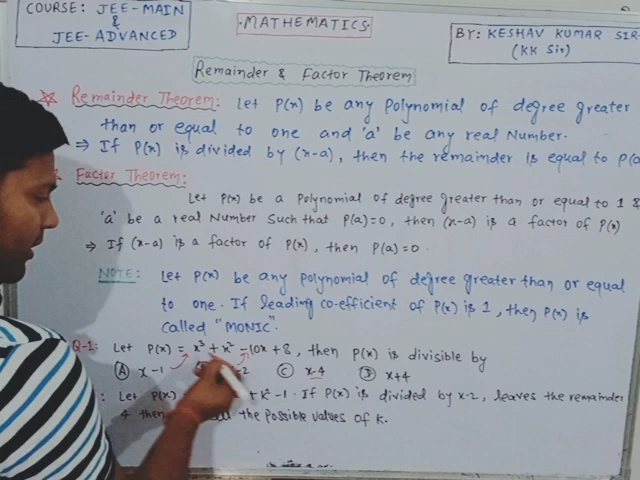 COURSE: JEE-MAIN
&
JEE-ADVANCED
MATHEMATICS
BY: KESHAV KUMAR SIR
(KK Sir)
Remainder & Factor Theorem
Remainder Theorem: Let P(x) be any Polynomial of degree greater
than or equal to one and 'a' be any real Number.
⇒ If P(x) is divided by (x-a), then the remainder is equal to P(a
Factor Theorem:
Let P(x) be a Polynomial of degree greater than or equal to 1 &
'a' be a real Number such that P(a)=0, then (x-a) is a factor of P(x)
⇒ If (x-a) is a factor of P(x), then P(a)=0.
NOTE: Let P(x) be any polynomial of degree greater than or equal
to one. If leading co-efficient of P(x) is 1, then P(x) is
called "MONIC".
Q-1: Let P(x) = x³ + x² - 10x + 8, then P(x) is divisible by
(A) x-1 -2 (C) x-4 (D) x+4
: Let P(x) + k² - 1. If P(x) is divided by x-2, leaves the remainder
4 then the possible values of k.